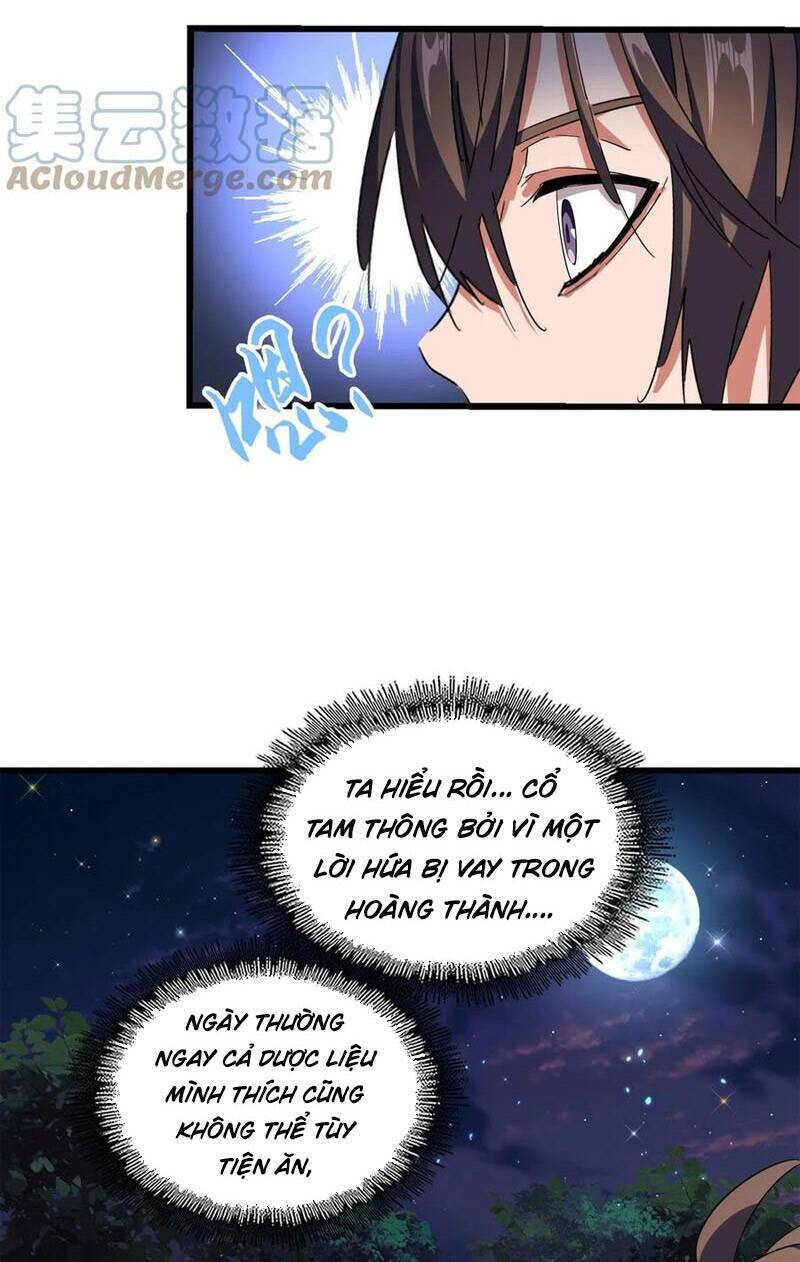 集云数据
ACloudMerge.com
嗯?
TA HIỂU RỒI... CỔ
TAM THÔNG BỞI VÌ MỘT
LỜI HỨA BỊ VAY TRONG
HOÀNG THÀNH....
NGÀY THƯỜNG
NGAY CẢ DƯỢC LIỆU
MÌNH THÍCH CŨNG
KHÔNG THỂ TÙY
TIỆN ĂN,